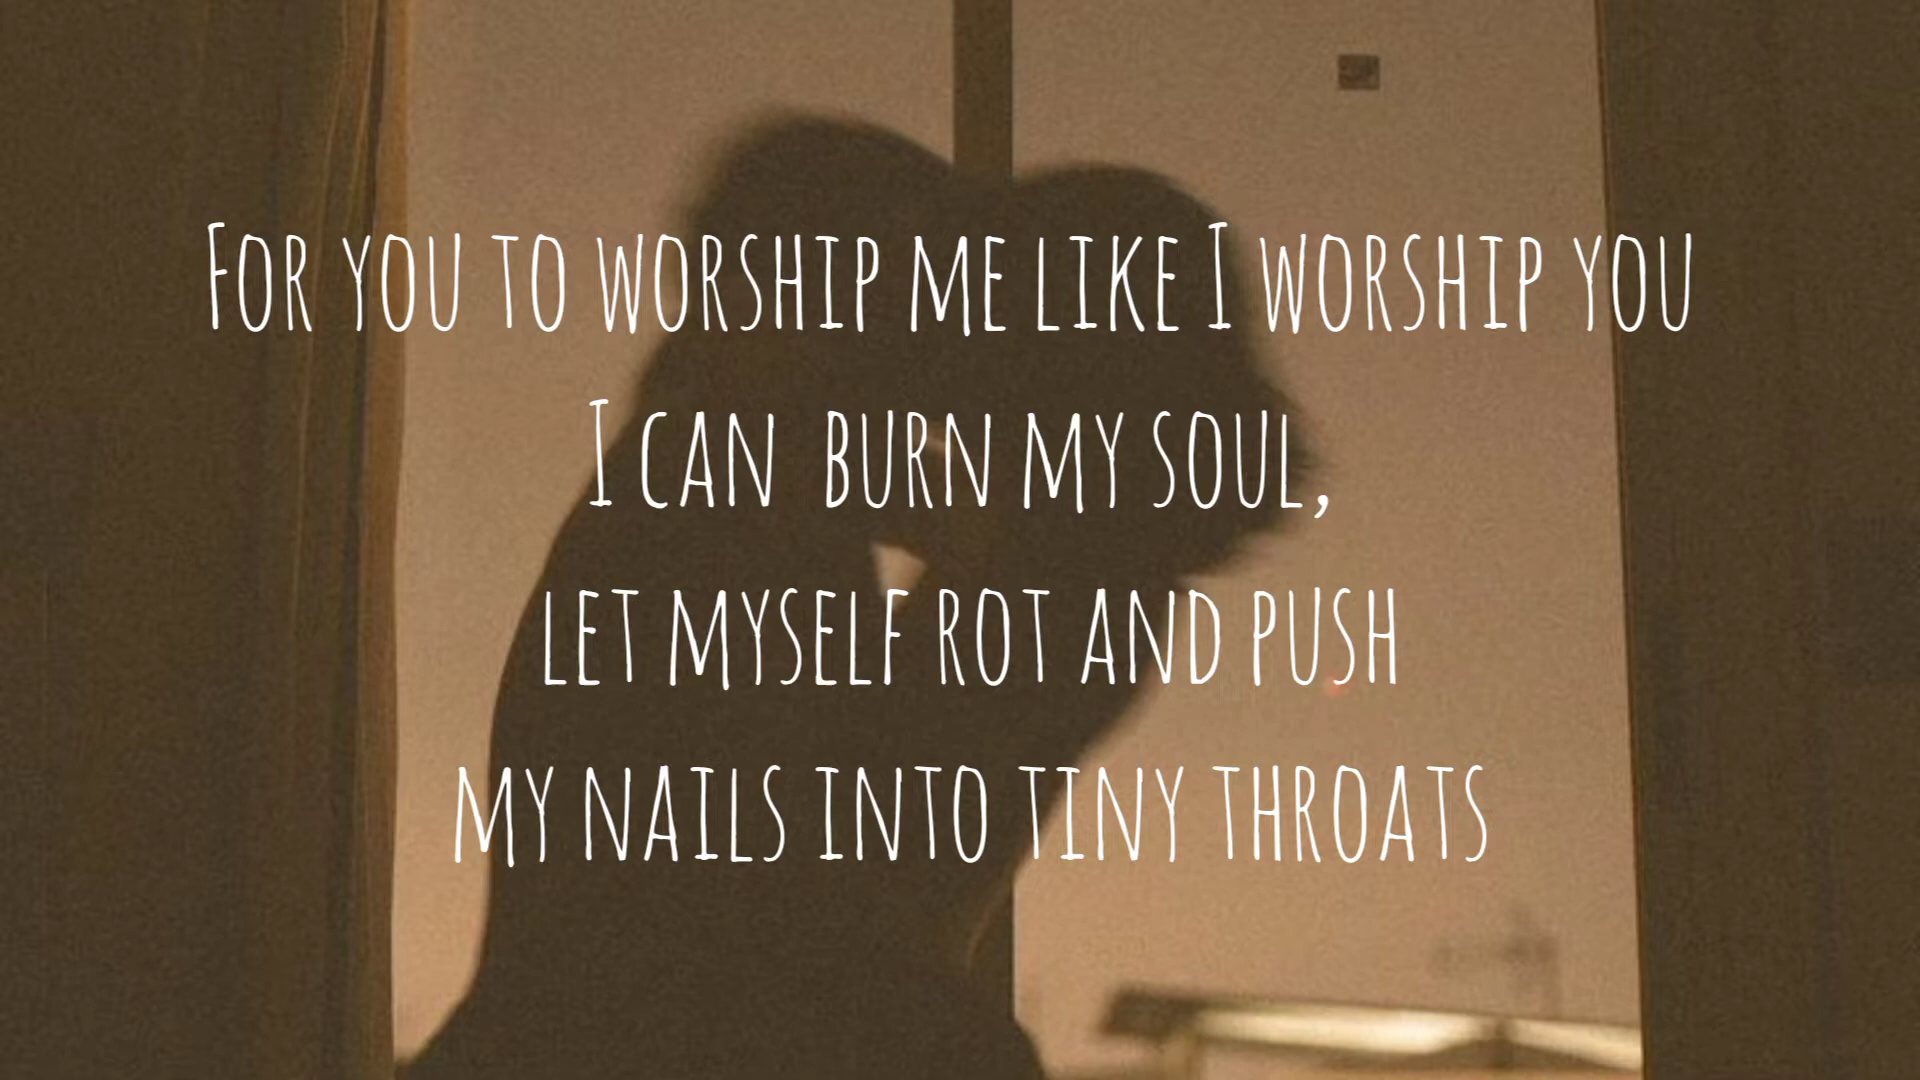 For you to worship me like I worship you
I can burn my soul,
let myself rot and push
my nails into tiny throats